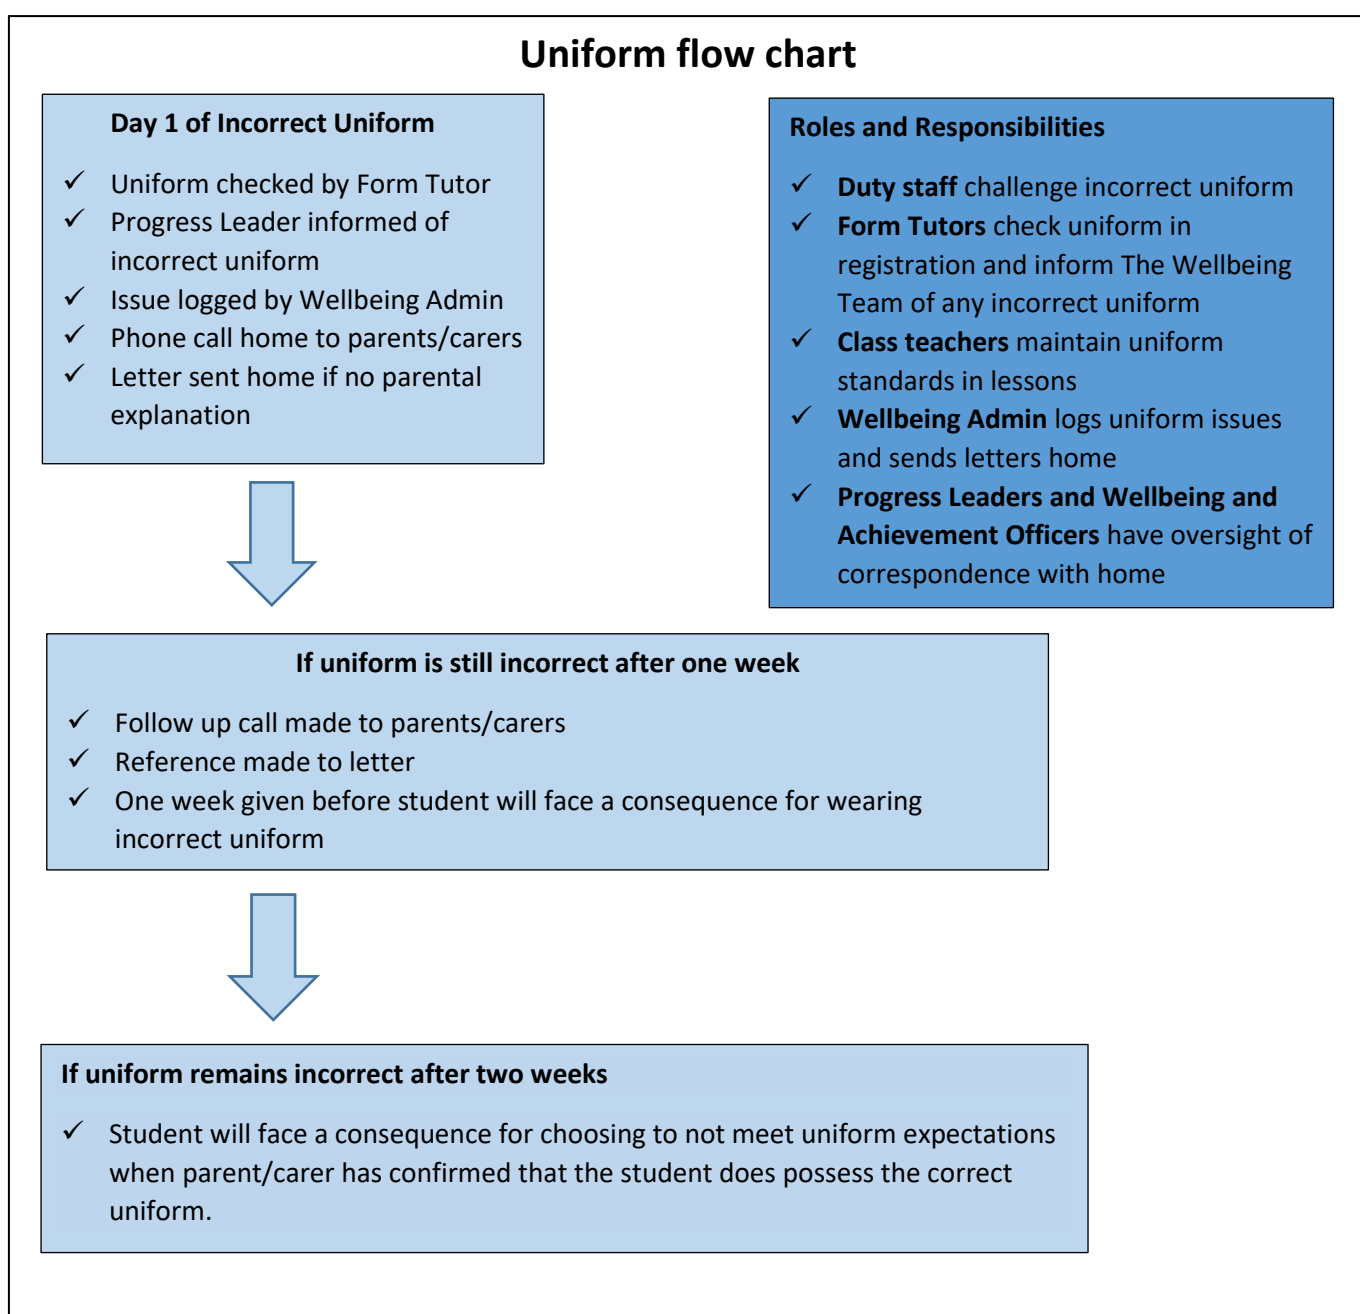 Uniform flow chart
Day 1 of Incorrect Uniform
✓ Uniform checked by Form Tutor
✓ Progress Leader informed of
incorrect uniform
✓ Issue logged by Wellbeing Admin
✓ Phone call home to parents/carers
✓ Letter sent home if no parental
explanation
Roles and Responsibilities
✓ Duty staff challenge incorrect uniform
✓ Form Tutors check uniform in
registration and inform The Wellbeing
Team of any incorrect uniform
✓ Class teachers maintain uniform
standards in lessons
✓ Wellbeing Admin logs uniform issues
and sends letters home
✓ Progress Leaders and Wellbeing and
Achievement Officers have oversight of
correspondence with home
If uniform is still incorrect after one week
✓ Follow up call made to parents/carers
✓ Reference made to letter
✓ One week given before student will face a consequence for wearing
incorrect uniform
If uniform remains incorrect after two weeks
✓ Student will face a consequence for choosing to not meet uniform expectations
when parent/carer has confirmed that the student does possess the correct
uniform.